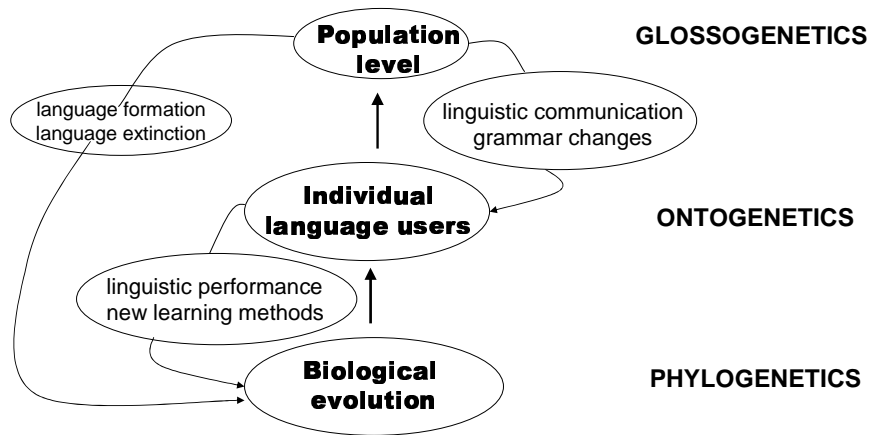 Population
level
GLOSSOGENETICS
language formation
language extinction
linguistic communication
grammar changes
Individual
language users
ONTOGENETICS
linguistic performance
new learning methods
Biological
evolution
PHYLOGENETICS